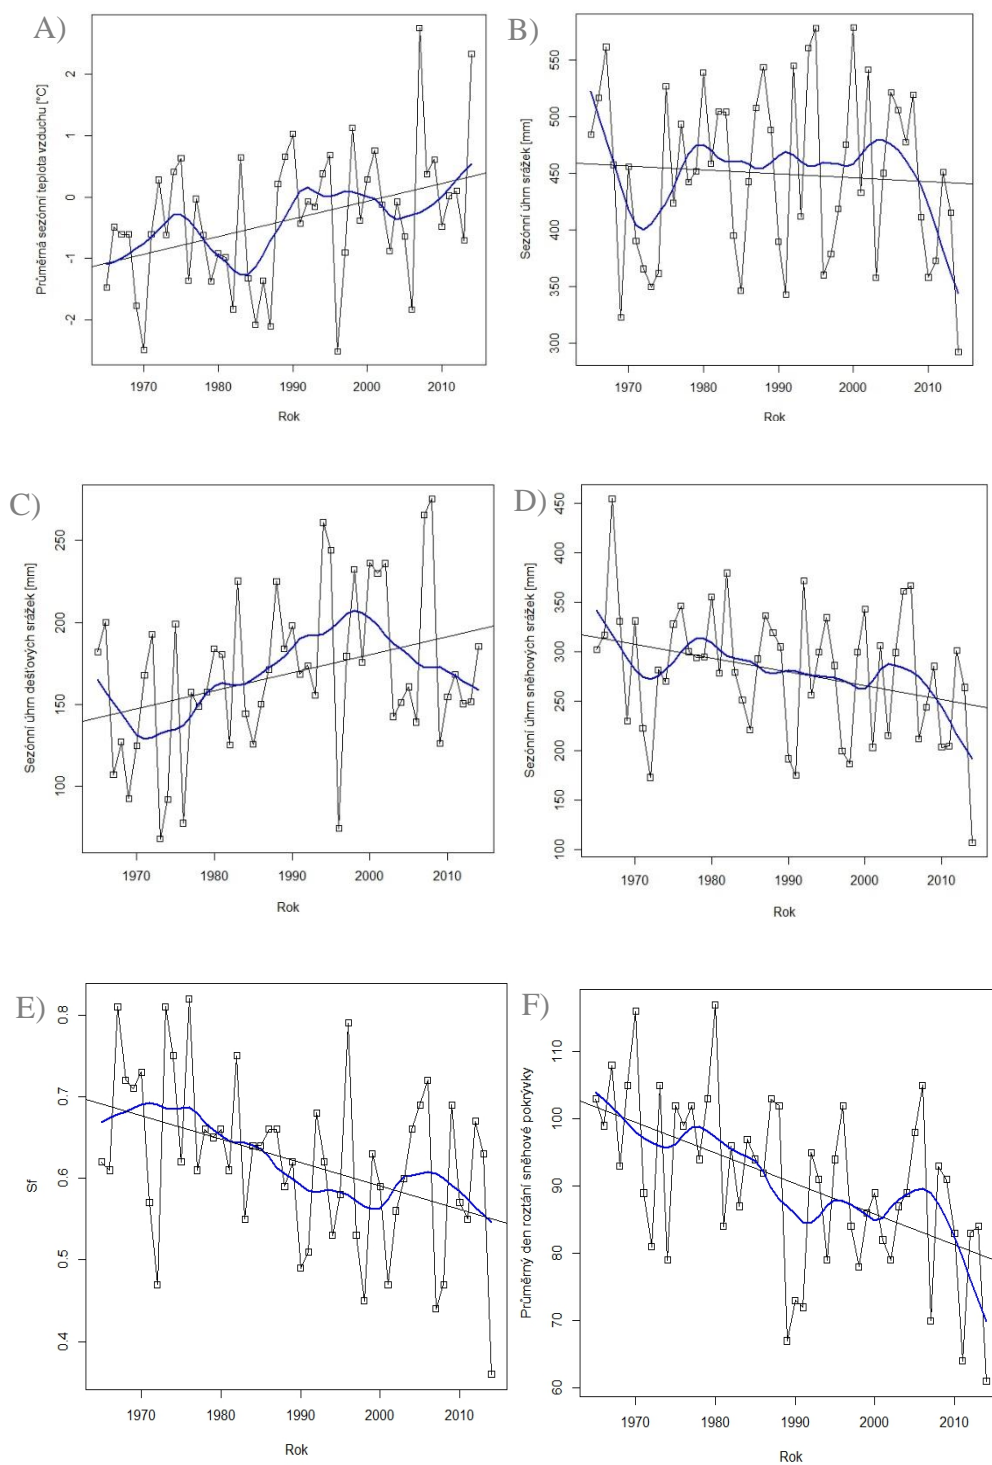 A)
Průměrná sezónní teplota vzduchu [°C]
2
1
0
-1
-2
1970 1980 1990 2000 2010
Rok
B)
Sezónní úhrn srážek [mm]
550
500
450
400
350
300
1970 1980 1990 2000 2010
Rok
C)
Sezónní úhrn dešťových srážek [mm]
250
200
150
100
1970 1980 1990 2000 2010
Rok
D)
Sezónní úhrn sněhových srážek [mm]
450
400
350
300
250
200
150
100
1970 1980 1990 2000 2010
Rok
E)
Sf
0.8
0.7
0.6
0.5
0.4
1970 1980 1990 2000 2010
Rok
F)
Průměrný den roztání sněhové pokrývky
110
100
90
80
70
60
1970 1980 1990 2000 2010
Rok